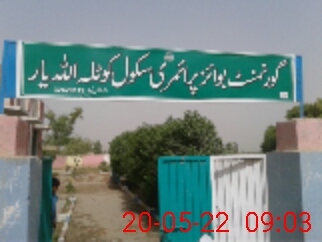 گورنمنٹ بوائز پرائمری سکول کوٹلہ اللہ یار
20-05-22 09:03